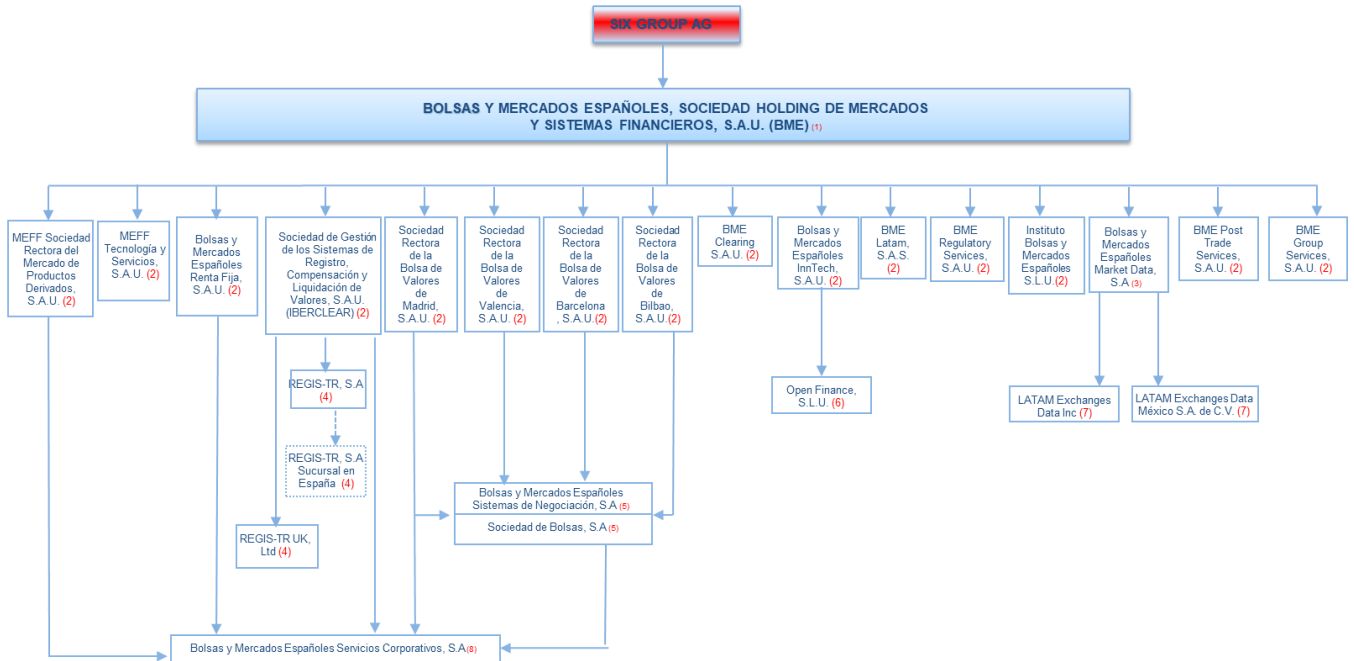 SIX GROUP AG
BOLSAS Y MERCADOS ESPAÑOLES, SOCIEDAD HOLDING DE MERCADOS
Y SISTEMAS FINANCIEROS, S.A.U. (BME) (1)
MEFF Sociedad
Rectora del
Mercado de
Productos
Derivados,
S.A.U. (2)
MEFF
Tecnología y
Servicios,
S.A.U. (2)
Bolsas y
Mercados
Españoles
Renta Fija,
S.A.U. (2)
Sociedad de Gestión
de los Sistemas de
Registro,
Compensación y
Liquidación de
Valores, S.A.U.
(IBERCLEAR) (2)
Sociedad
Rectora
de la
Bolsa de
Valores
de
Madrid,
S.A.U. (2)
Sociedad
Rectora
de la
Bolsa de
Valores
de
Valencia,
S.A.U. (2)
Sociedad
Rectora
de la
Bolsa de
Valores
de
Barcelona
, S.A.U. (2)
Sociedad
Rectora
de la
Bolsa de
Valores
de
Bilbao,
S.A.U. (2)
BME
Clearing
S.A.U. (2)
Bolsas y
Mercados
Españoles
InnTech,
S.A.U. (2)
BME
Latam,
S.A.S.
(2)
BME
Regulatory
Services,
S.A.U. (2)
Instituto
Bolsas y
Mercados
Españoles
S.L.U. (2)
Bolsas y
Mercados
Españoles
Market Data,
S.A (3)
BME Post
Trade
Services,
S.A.U. (2)
BME
Group
Services,
S.A.U. (2)
REGIS-TR, S.A
(4)
REGIS-TR, S.A
Sucursal en
España (4)
REGIS-TR UK,
Ltd (4)
Open Finance,
S.L.U. (6)
LATAM Exchanges
Data Inc (7)
LATAM Exchanges Data
México S.A. de C.V. (7)
Bolsas y Mercados Españoles
Sistemas de Negociación, S.A (5)
Sociedad de Bolsas, S.A (5)
Bolsas y Mercados Españoles Servicios Corporativos, S.A (8)